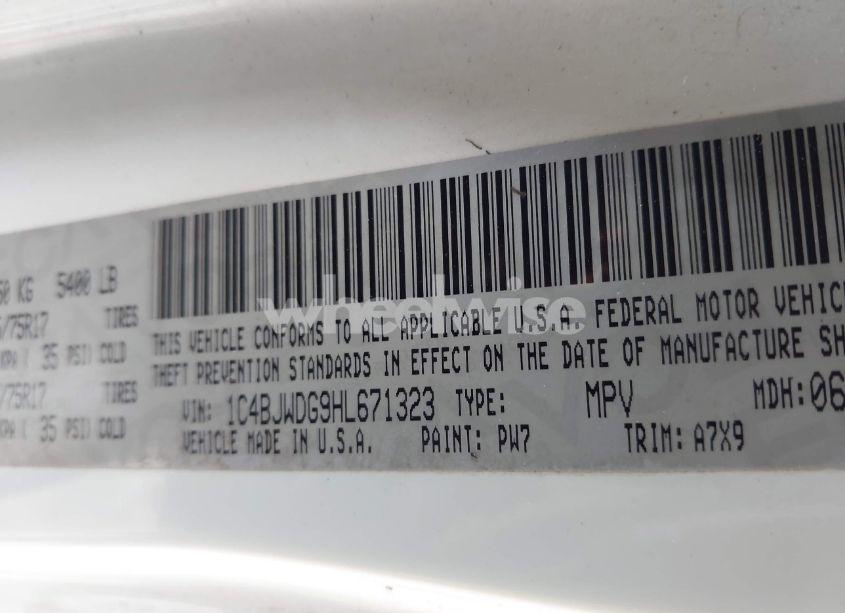 50 KG 5400 LB
/75R17 TIRES
KPA ( 35 PSI) COLD
/75R17 TIRES
KPA ( 35 PSI) COLD
THIS VEHICLE CONFORMS TO ALL APPLICABLE U.S.A. FEDERAL MOTOR VEHIC
THEFT PREVENTION STANDARDS IN EFFECT ON THE DATE OF MANUFACTURE SH
VIN: 1C4BJWDG9HL671323 TYPE: MPV MDH: 06
VEHICLE MADE IN U.S.A. PAINT: PW7 TRIM: A7X9
wheelwise